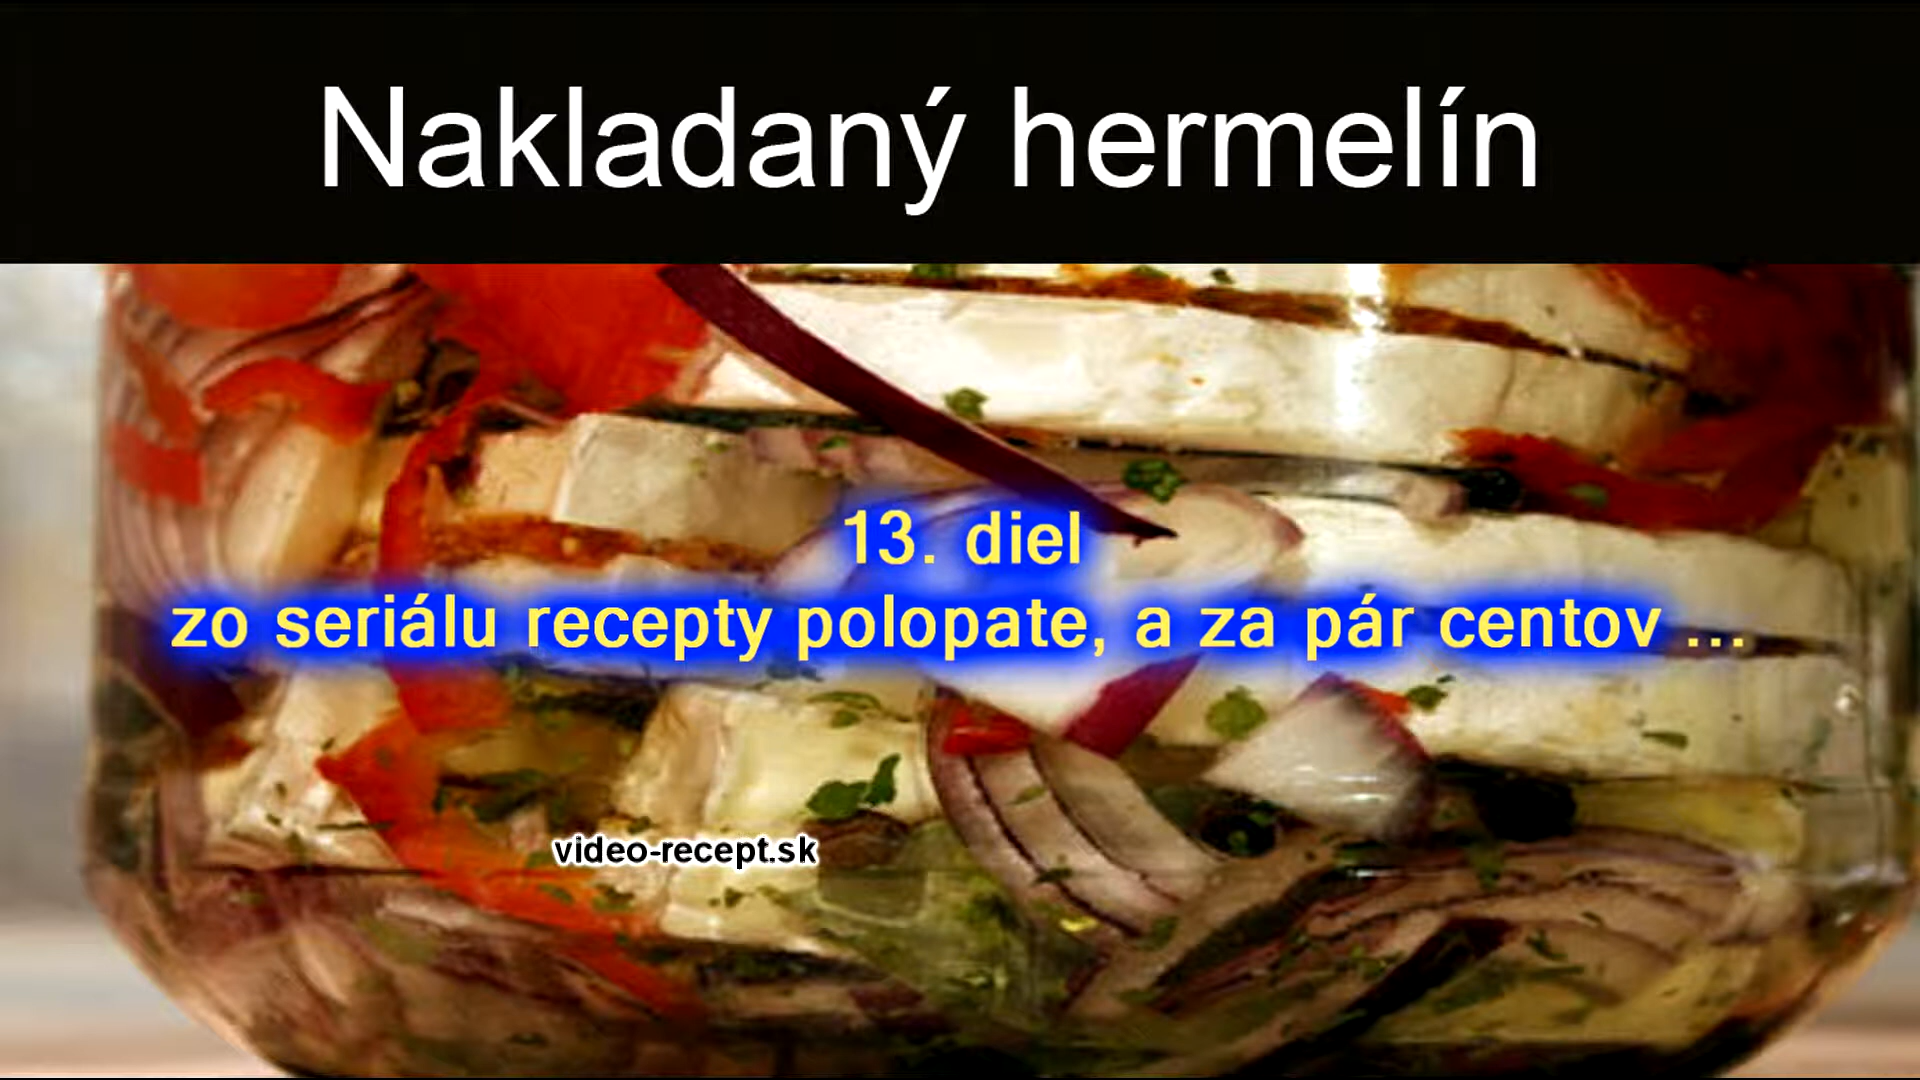 Nakladaný hermelín
13. diel
zo seriálu recepty polopate, a za pár centov ...
video-recept.sk